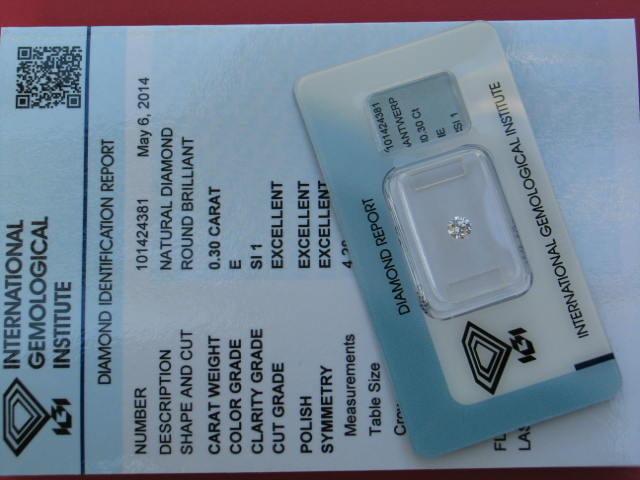 INTERNATIONAL
GEMOLOGICAL
INSTITUTE
IGI
DIAMOND IDENTIFICATION REPORT
NUMBER 101424381 May 6, 2014
DESCRIPTION NATURAL DIAMOND
SHAPE AND CUT ROUND BRILLIANT
CARAT WEIGHT 0.30 CARAT
COLOR GRADE E
CLARITY GRADE SI 1
CUT GRADE EXCELLENT
POLISH EXCELLENT
SYMMETRY EXCELLENT
Measurements
Table Size
101424381
ANTWERP
0.30 Ct
E
SI 1
DIAMOND REPORT
INTERNATIONAL GEMOLOGICAL INSTITUTE
IGI